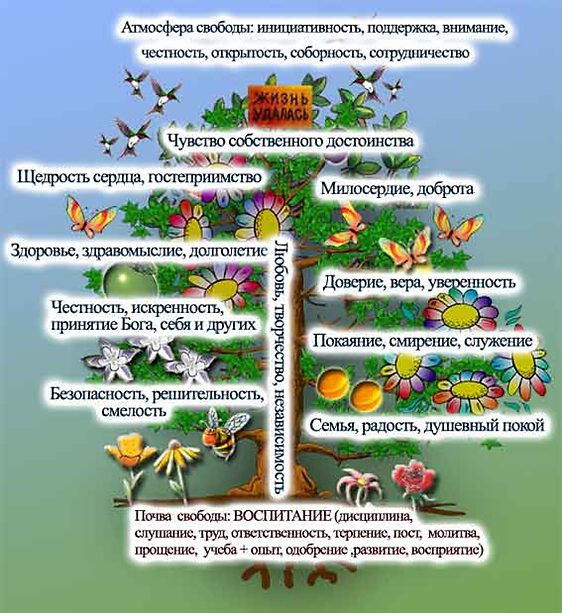 Атмосфера свободы: инициативность, поддержка, внимание,
честность, открытость, соборность, сотрудничество
ЖИЗНЬ
УДАЛАСЬ
Чувство собственного достоинства
Щедрость сердца, гостеприимство
Милосердие, доброта
Здоровье, здравомыслие, долголетие
Любовь, творчество, независимость
Доверие, вера, уверенность
Честность, искренность,
принятие Бога, себя и других
Покаяние, смирение, служение
Безопасность, решительность,
смелость
Семья, радость, душевный покой
Почва свободы: ВОСПИТАНИЕ (дисциплина,
слушание, труд, ответственность, терпение, пост, молитва,
прощение, учеба + опыт, одобрение ,развитие, восприятие)